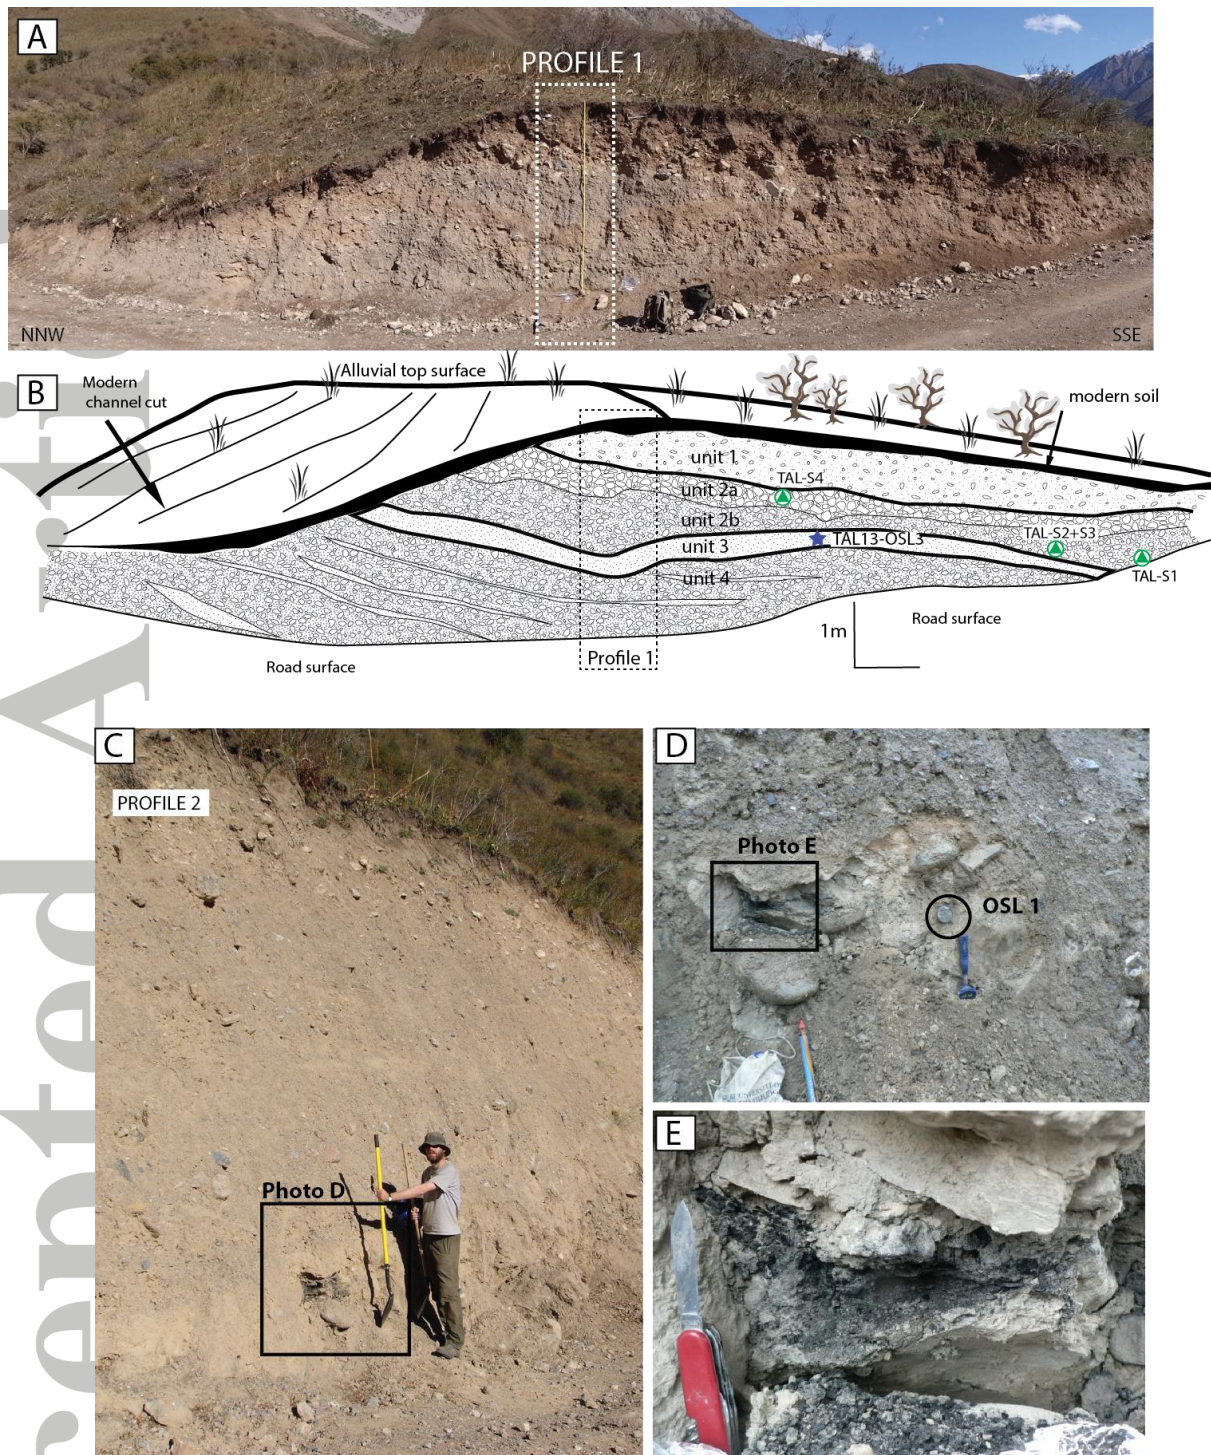 A
PROFILE 1
NNW
SSE
B
Modern
channel cut
Alluvial top surface
modern soil
unit 1
TAL-S4
unit 2a
unit 2b
TAL-S2+S3
TAL13-OSL3
unit 3
TAL-S1
unit 4
1m
Road surface
Profile 1
Road surface
C
PROFILE 2
Photo D
D
Photo E
OSL 1
E